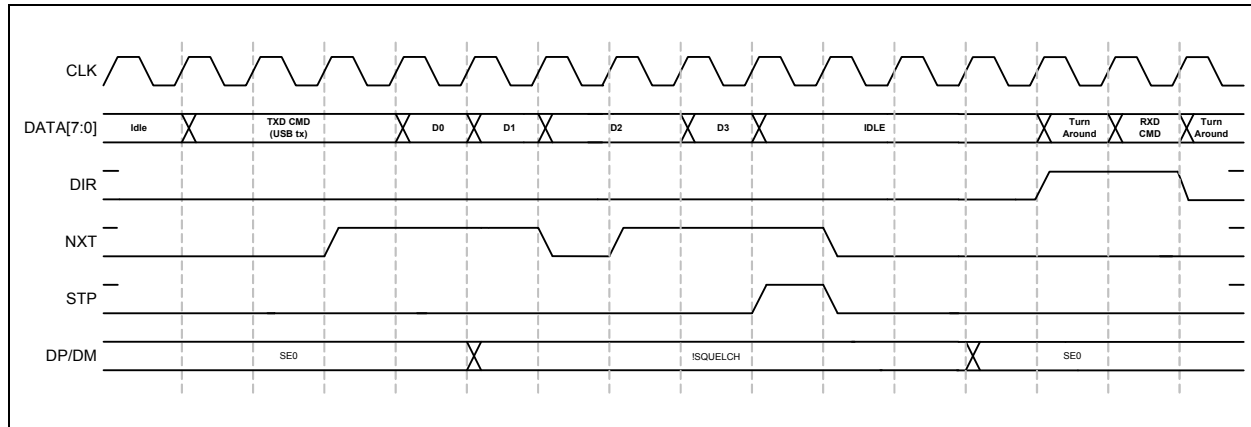 CLK
DATA[7:0]
Idle
TXD CMD
(USB tx)
D0
D1
D2
D3
IDLE
Turn
Around
RXD
CMD
Turn
Around
DIR
NXT
STP
DP/DM
SE0
!SQUELCH
SE0